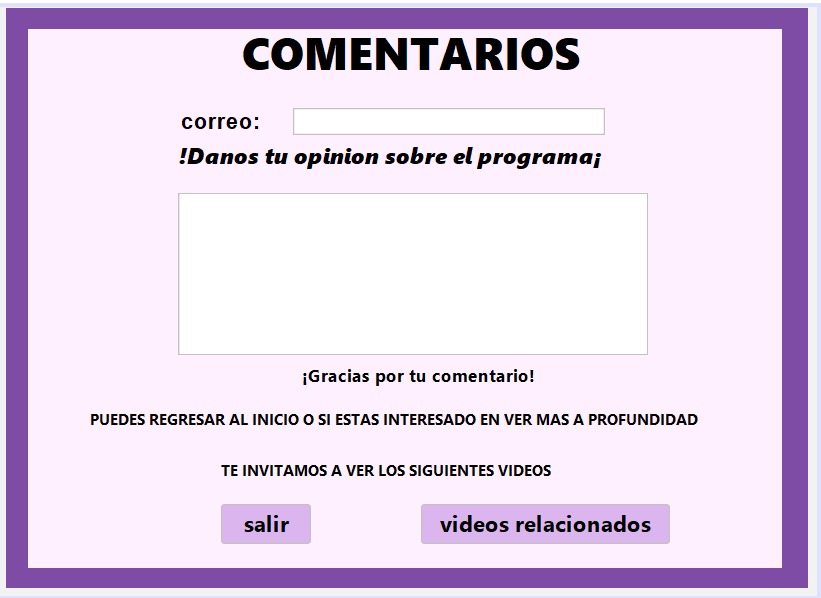 COMENTARIOS
correo:
!Danos tu opinion sobre el programa¡
¡Gracias por tu comentario!
PUEDES REGRESAR AL INICIO O SI ESTAS INTERESADO EN VER MAS A PROFUNDIDAD
TE INVITAMOS A VER LOS SIGUIENTES VIDEOS
salir videos relacionados